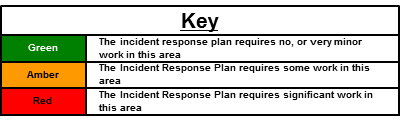 Key
Green
The incident response plan requires no, or very minor
work in this area
Amber
The Incident Response Plan requires some work in this
area
Red
The Incident Response Plan requires significant work in
this area